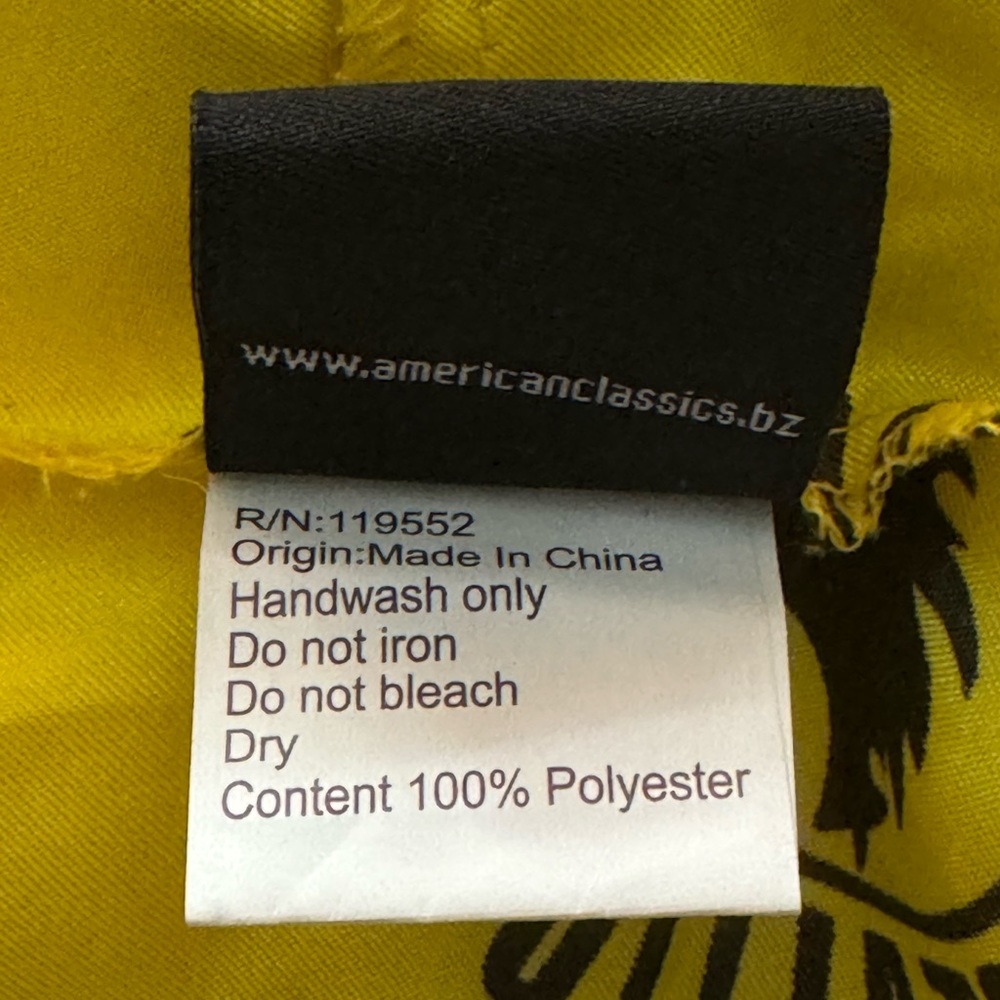 www.americanclassics.bz
R/N:119552
Origin:Made In China
Handwash only
Do not iron
Do not bleach
Dry
Content 100% Polyester